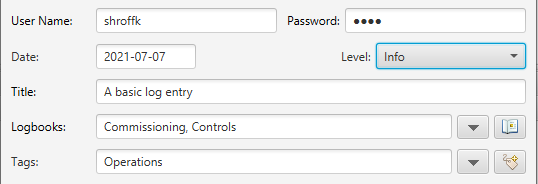 User Name: shroffk Password: ●●●●
Date: 2021-07-07 Level: Info
Title: A basic log entry
Logbooks: Commissioning, Controls
Tags: Operations